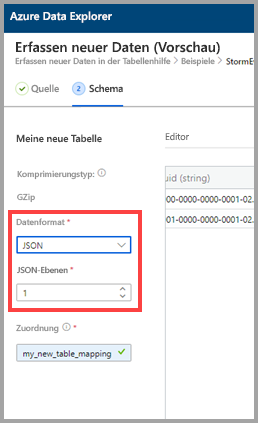 Azure Data Explorer
Erfassen neuer Daten (Vorschau)
Erfassen neuer Daten in der Tabellenhilfe > Beispiele >
Quelle
2 Schema
Meine neue Tabelle
Editor
Komprimierungstyp:
uid (string)
GZip
00-0000-0000-0001-02
Datenformat *
01-0000-0000-0001-02
JSON
JSON-Ebenen *
1
Zuordnung *
my_new_table_mapping